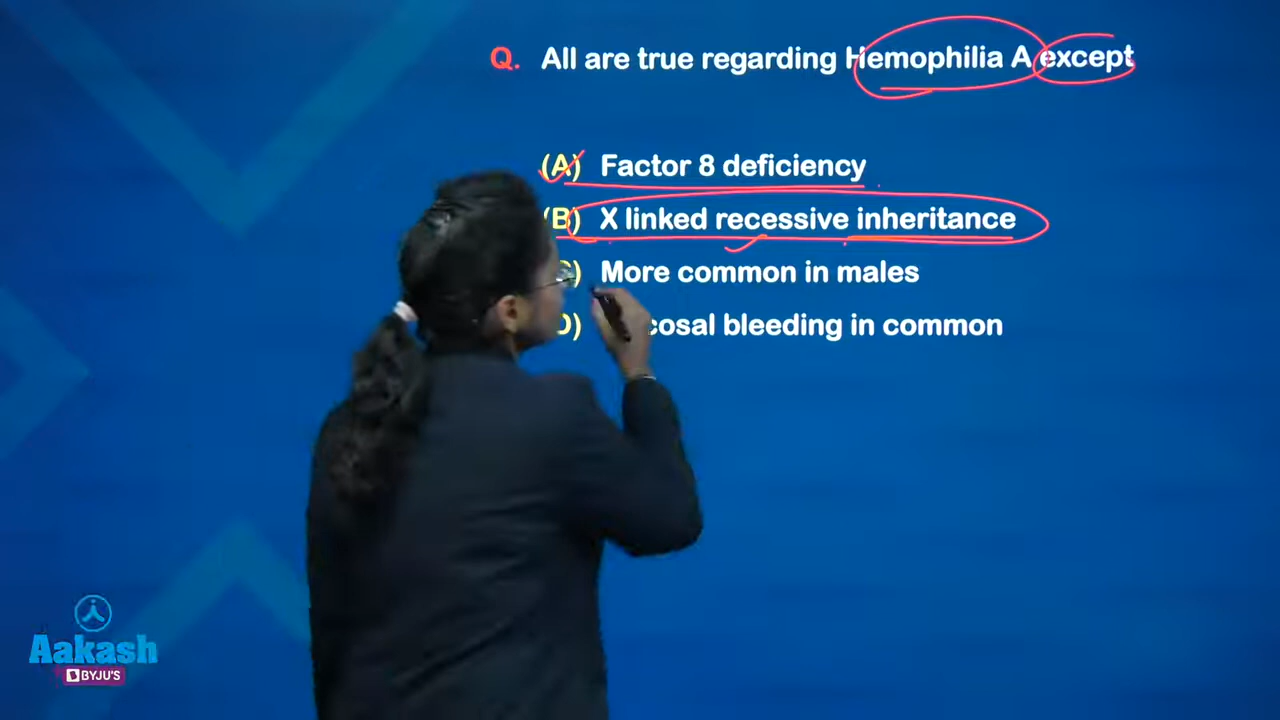 Q. All are true regarding Hemophilia A except
(A) Factor 8 deficiency
(B) X linked recessive inheritance
More common in males
cosal bleeding in common
Aakash
BYJU'S